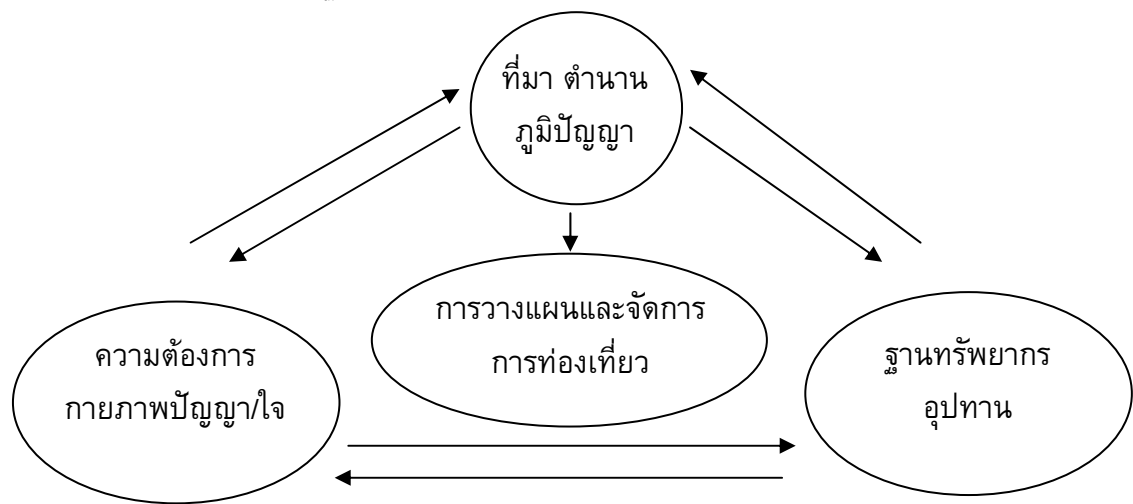 ที่มา ตำนาน
ภูมิปัญญา
การวางแผนและจัดการ
การท่องเที่ยว
ความต้องการ
กายภาพปัญญา/ใจ
ฐานทรัพยากร
อุปทาน